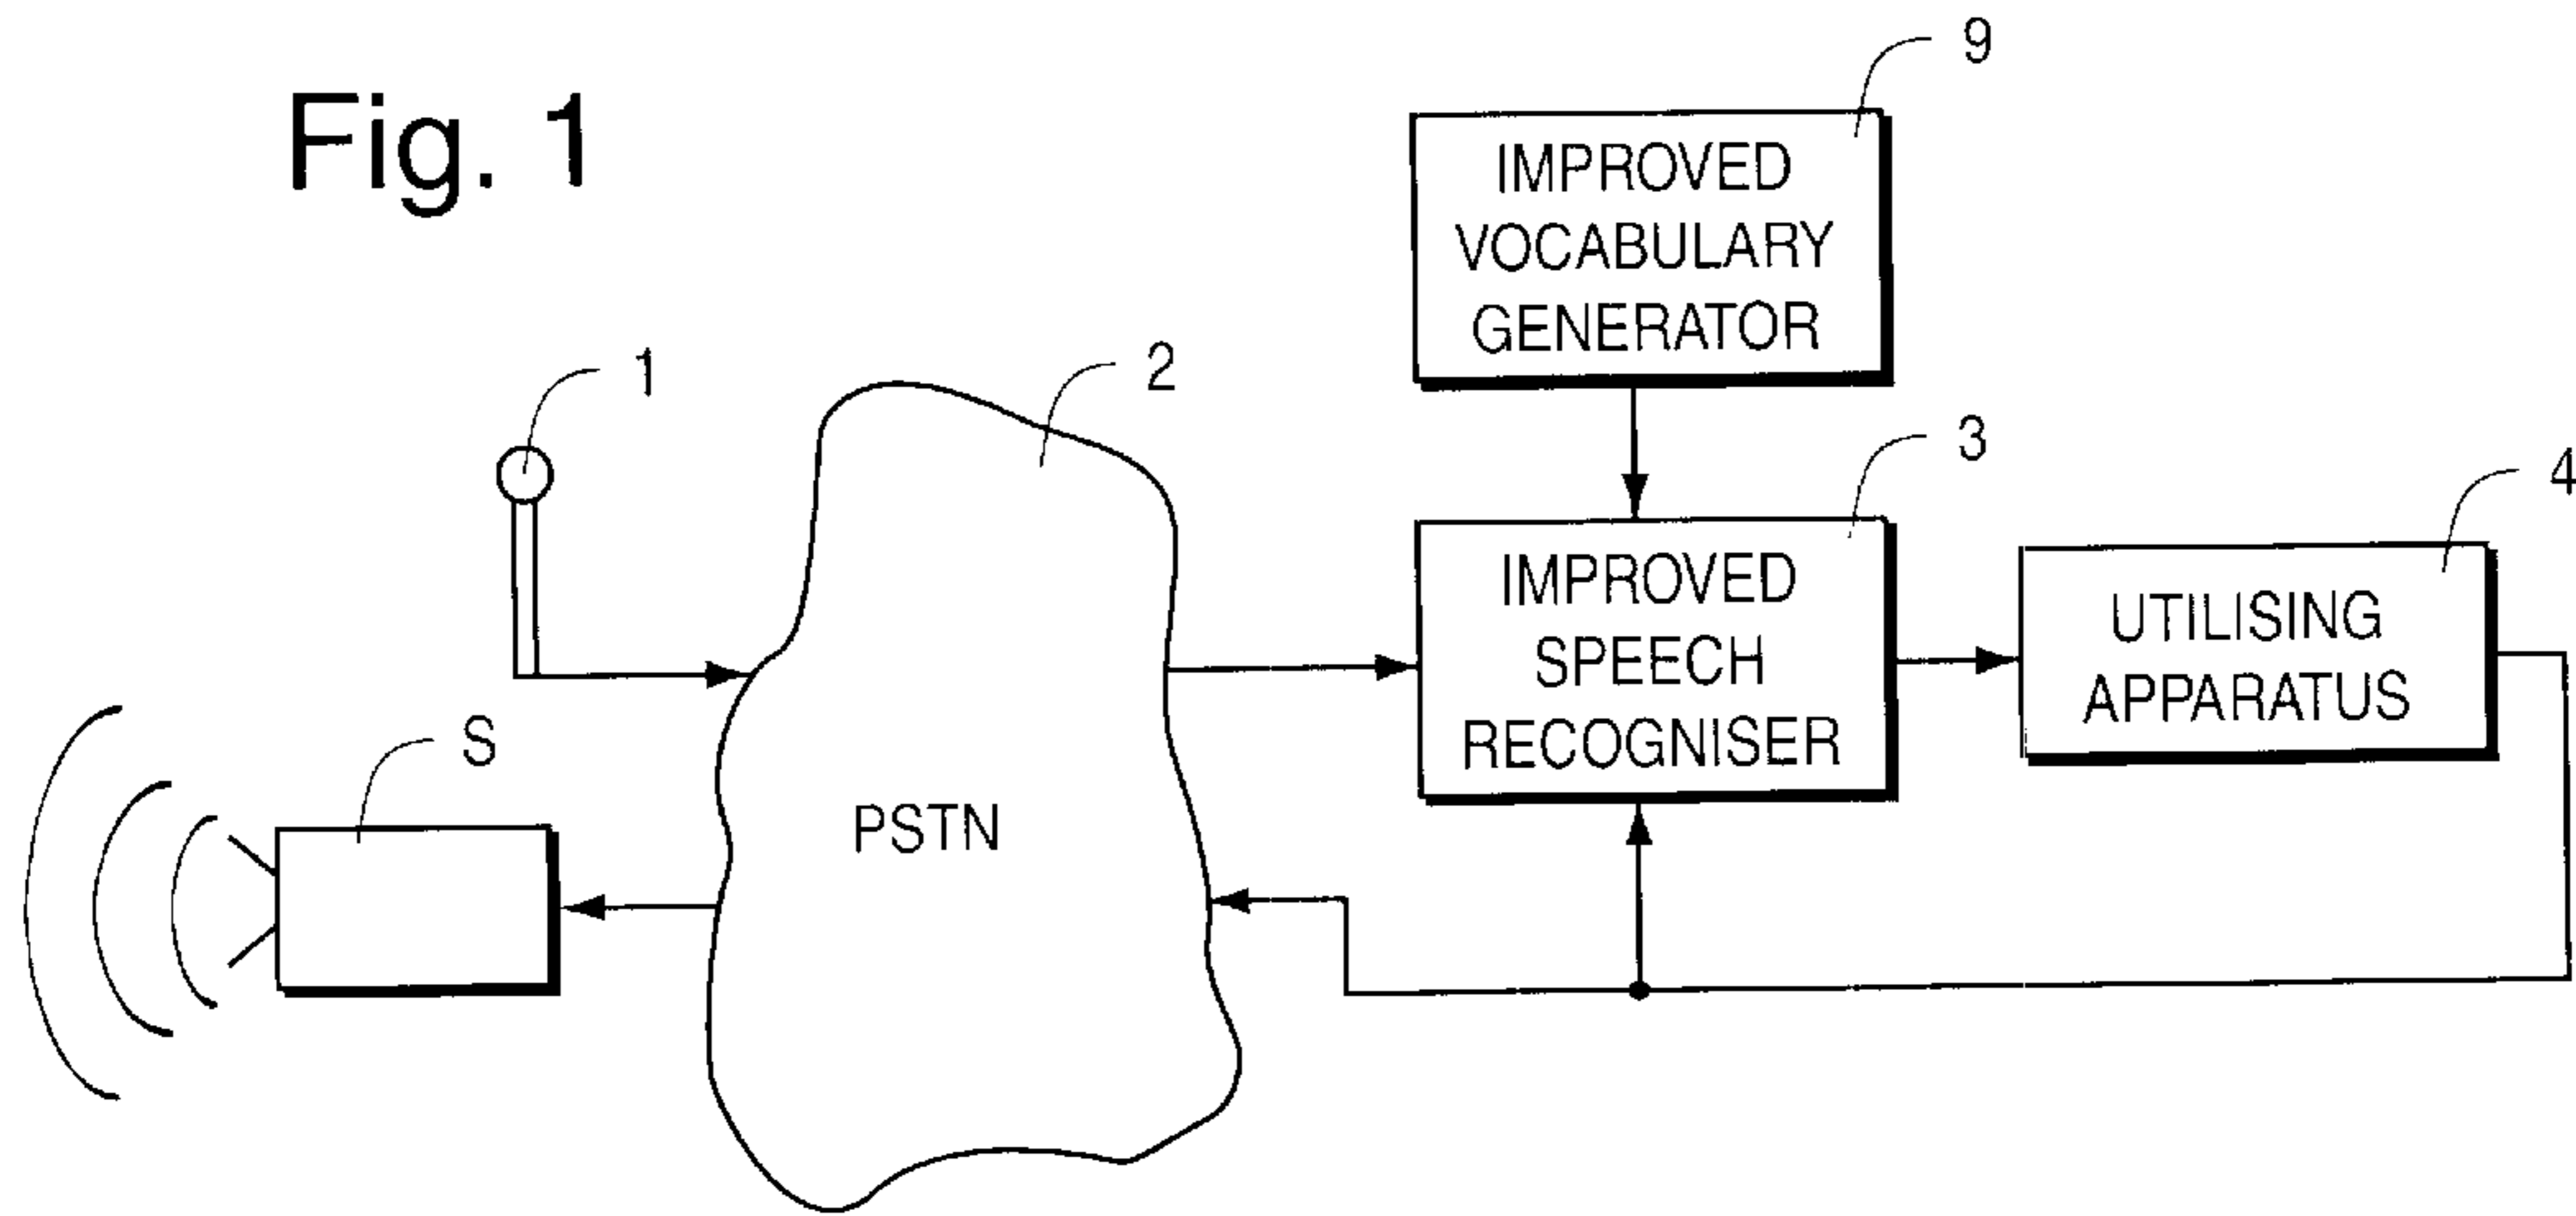 Fig. 1
9
IMPROVED
VOCABULARY
GENERATOR
1
2
3
4
IMPROVED
SPEECH
RECOGNISER
UTILISING
APPARATUS
S
PSTN